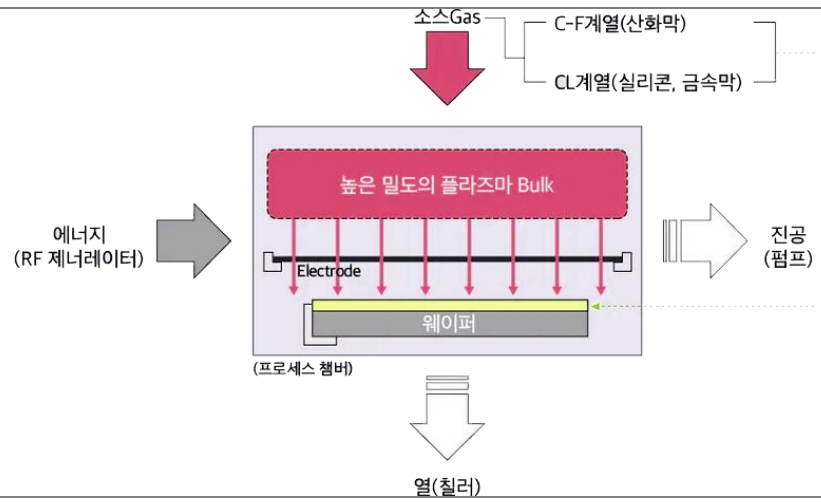 소스Gas
C-F계열(산화막)
CL계열(실리콘, 금속막)
높은 밀도의 플라즈마 Bulk
에너지
(RF 제너레이터)
진공
(펌프)
Electrode
웨이퍼
(프로세스 챔버)
열(칠러)